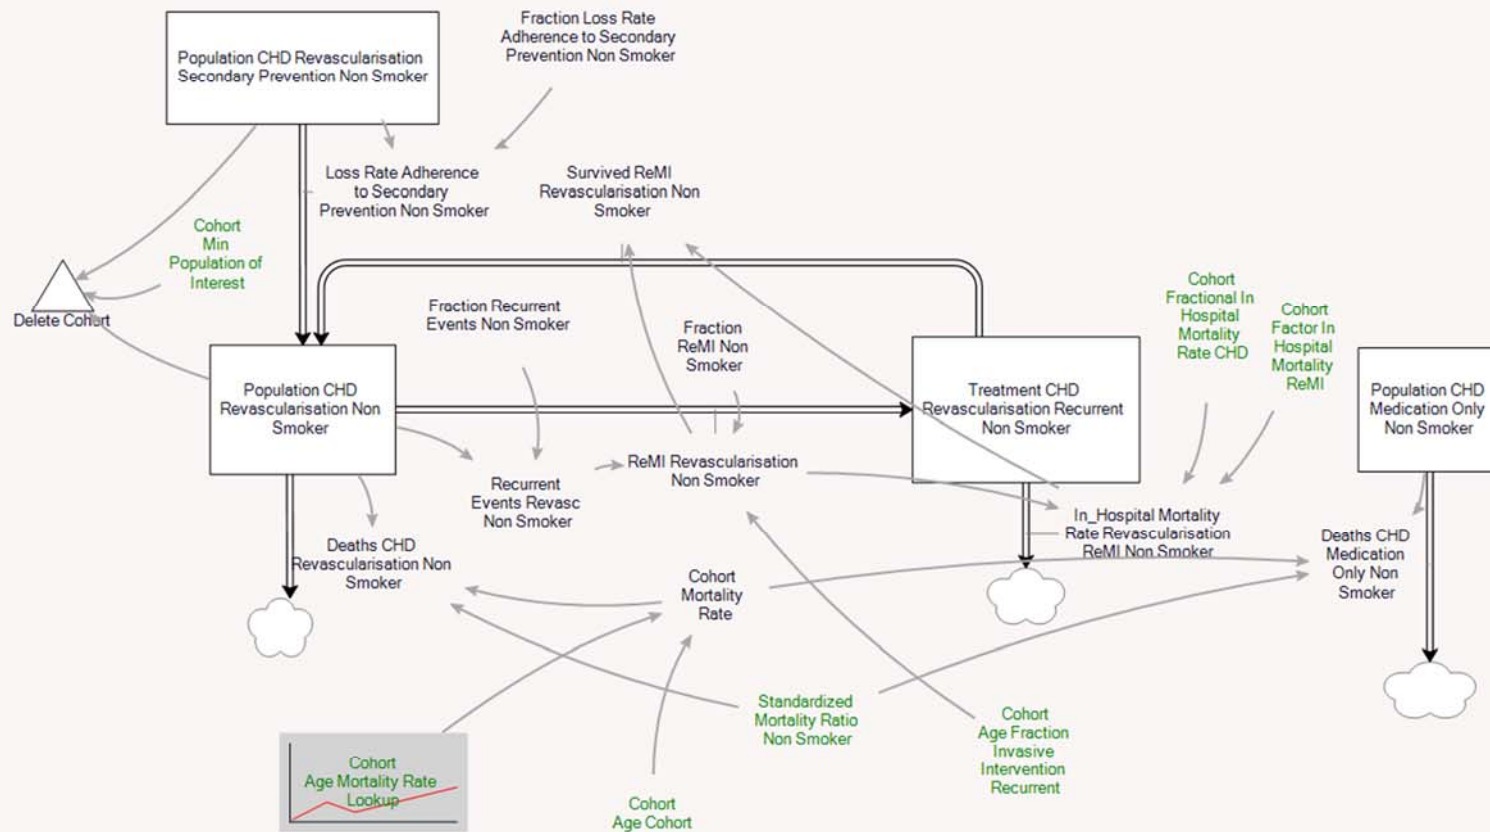 Population CHD Revascularisation
Secondary Prevention Non Smoker
Fraction Loss Rate
Adherence to Secondary
Prevention Non Smoker
Loss Rate Adherence
to Secondary
Prevention Non Smoker
Survived ReMI
Revascularisation Non
Smoker
Cohort
Min
Population of
Interest
Delete Cohort
Fraction Recurrent
Events Non Smoker
Fraction
ReMI Non
Smoker
Cohort
Fractional In
Hospital
Mortality
Rate CHD
Cohort
Factor In
Hospital
Mortality
ReMI
Population CHD
Revascularisation Non
Smoker
Treatment CHD
Revascularisation Recurrent
Non Smoker
Population CHD
Medication Only
Non Smoker
Recurrent
Events Revasc
Non Smoker
ReMI Revascularisation
Non Smoker
In_Hospital Mortality
Rate Revascularisation
ReMI Non Smoker
Deaths CHD
Revascularisation Non
Smoker
Deaths CHD
Medication
Only Non
Smoker
Cohort
Mortality
Rate
Standardized
Mortality Ratio
Non Smoker
Cohort
Age Fraction
Invasive
Intervention
Recurrent
Cohort
Age Mortality Rate
Lookup
Cohort
Age Cohort